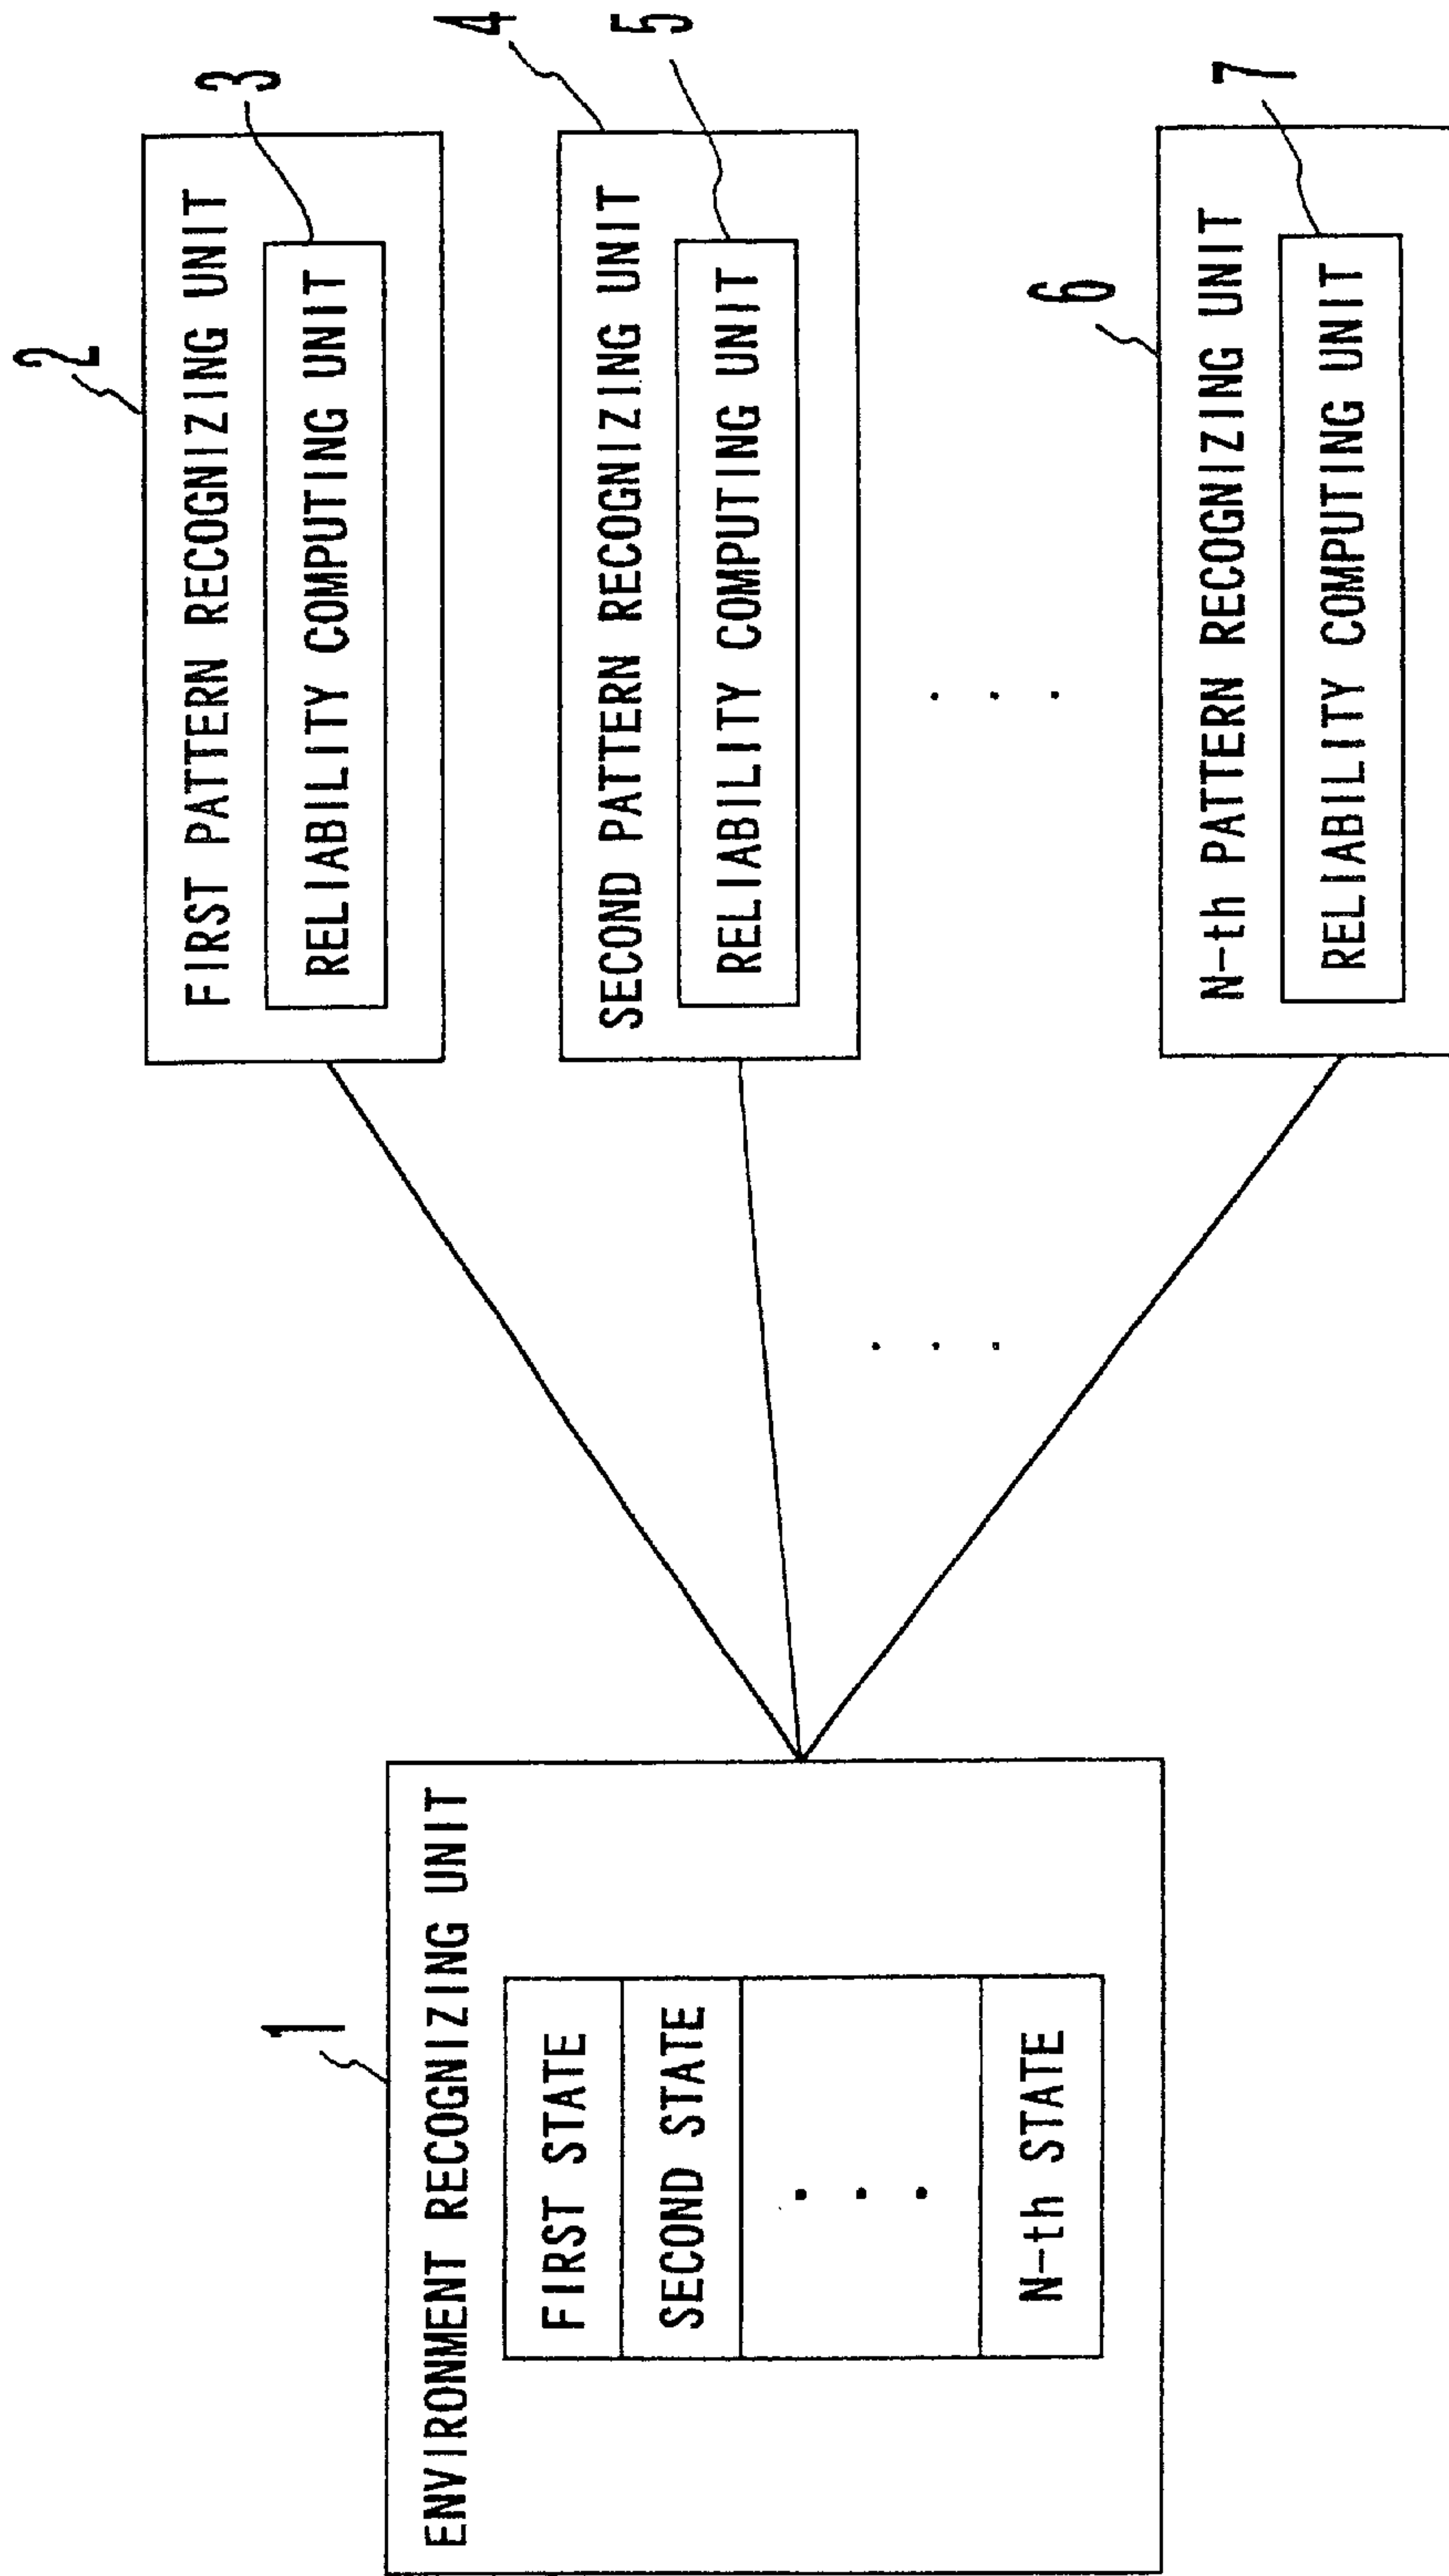 1
ENVIRONMENT RECOGNIZING UNIT
FIRST STATE
SECOND STATE
. . .
N-th STATE
2
FIRST PATTERN RECOGNIZING UNIT
3
RELIABILITY COMPUTING UNIT
4
SECOND PATTERN RECOGNIZING UNIT
5
RELIABILITY COMPUTING UNIT
. . .
. . .
6
N-th PATTERN RECOGNIZING UNIT
7
RELIABILITY COMPUTING UNIT